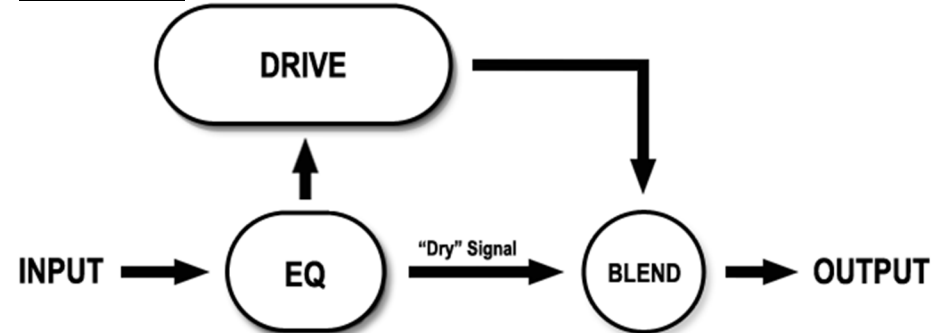 DRIVE
“Dry” Signal
INPUT
EQ
BLEND
OUTPUT